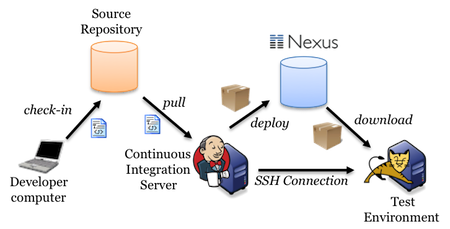 Source
Repository
Nexus
check-in
pull
deploy
download
Developer
computer
Continuous
Integration
Server
SSH Connection
Test
Environment